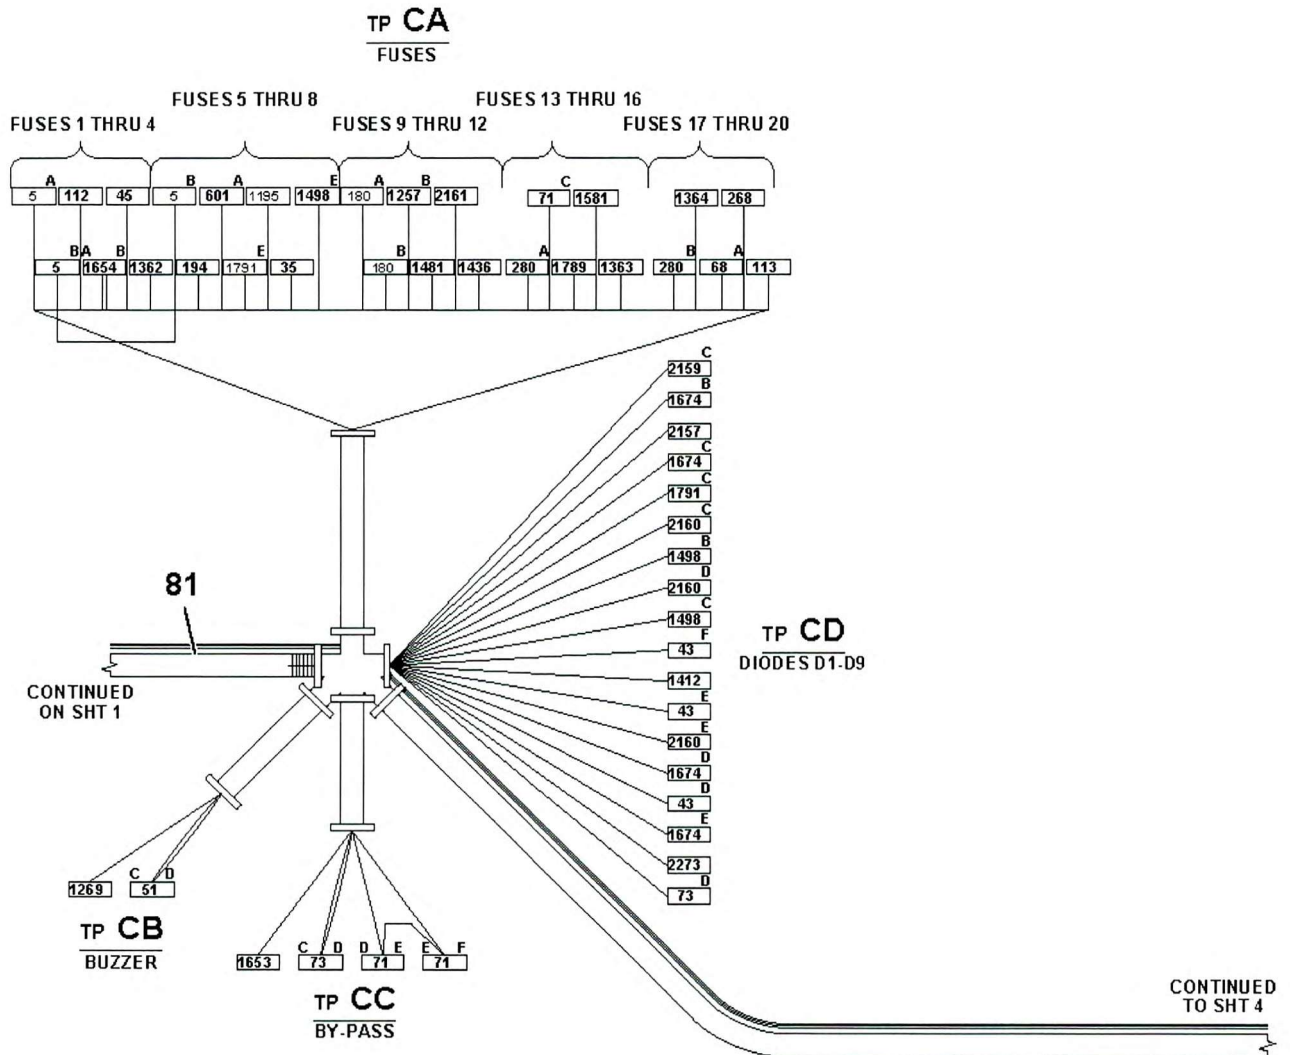 TP CA
FUSES
FUSES 5 THRU 8 FUSES 13 THRU 16
FUSES 1 THRU 4 FUSES 9 THRU 12 FUSES 17 THRU 20
A B A E A B C
5 112 45 5 601 1195 1498 180 1257 2161 71 1581 1364 268
B A B E B A B A
5 1654 1362 194 1791 35 180 1481 1436 280 1789 1363 280 68 113
C
2159
B
1674
2157
C
1674
C
1791
C
2160
B
1498
D
2160
C
1498
F
43
1412
E
43
E
2160
D
1674
D
43
E
1674
2273
D
73
TP CD
DIODES D1-D9
81
CONTINUED
ON SHT 1
C D
1269 51
TP CB
BUZZER
C D D E E F
1653 73 71 71
TP CC
BY-PASS
CONTINUED
TO SHT 4